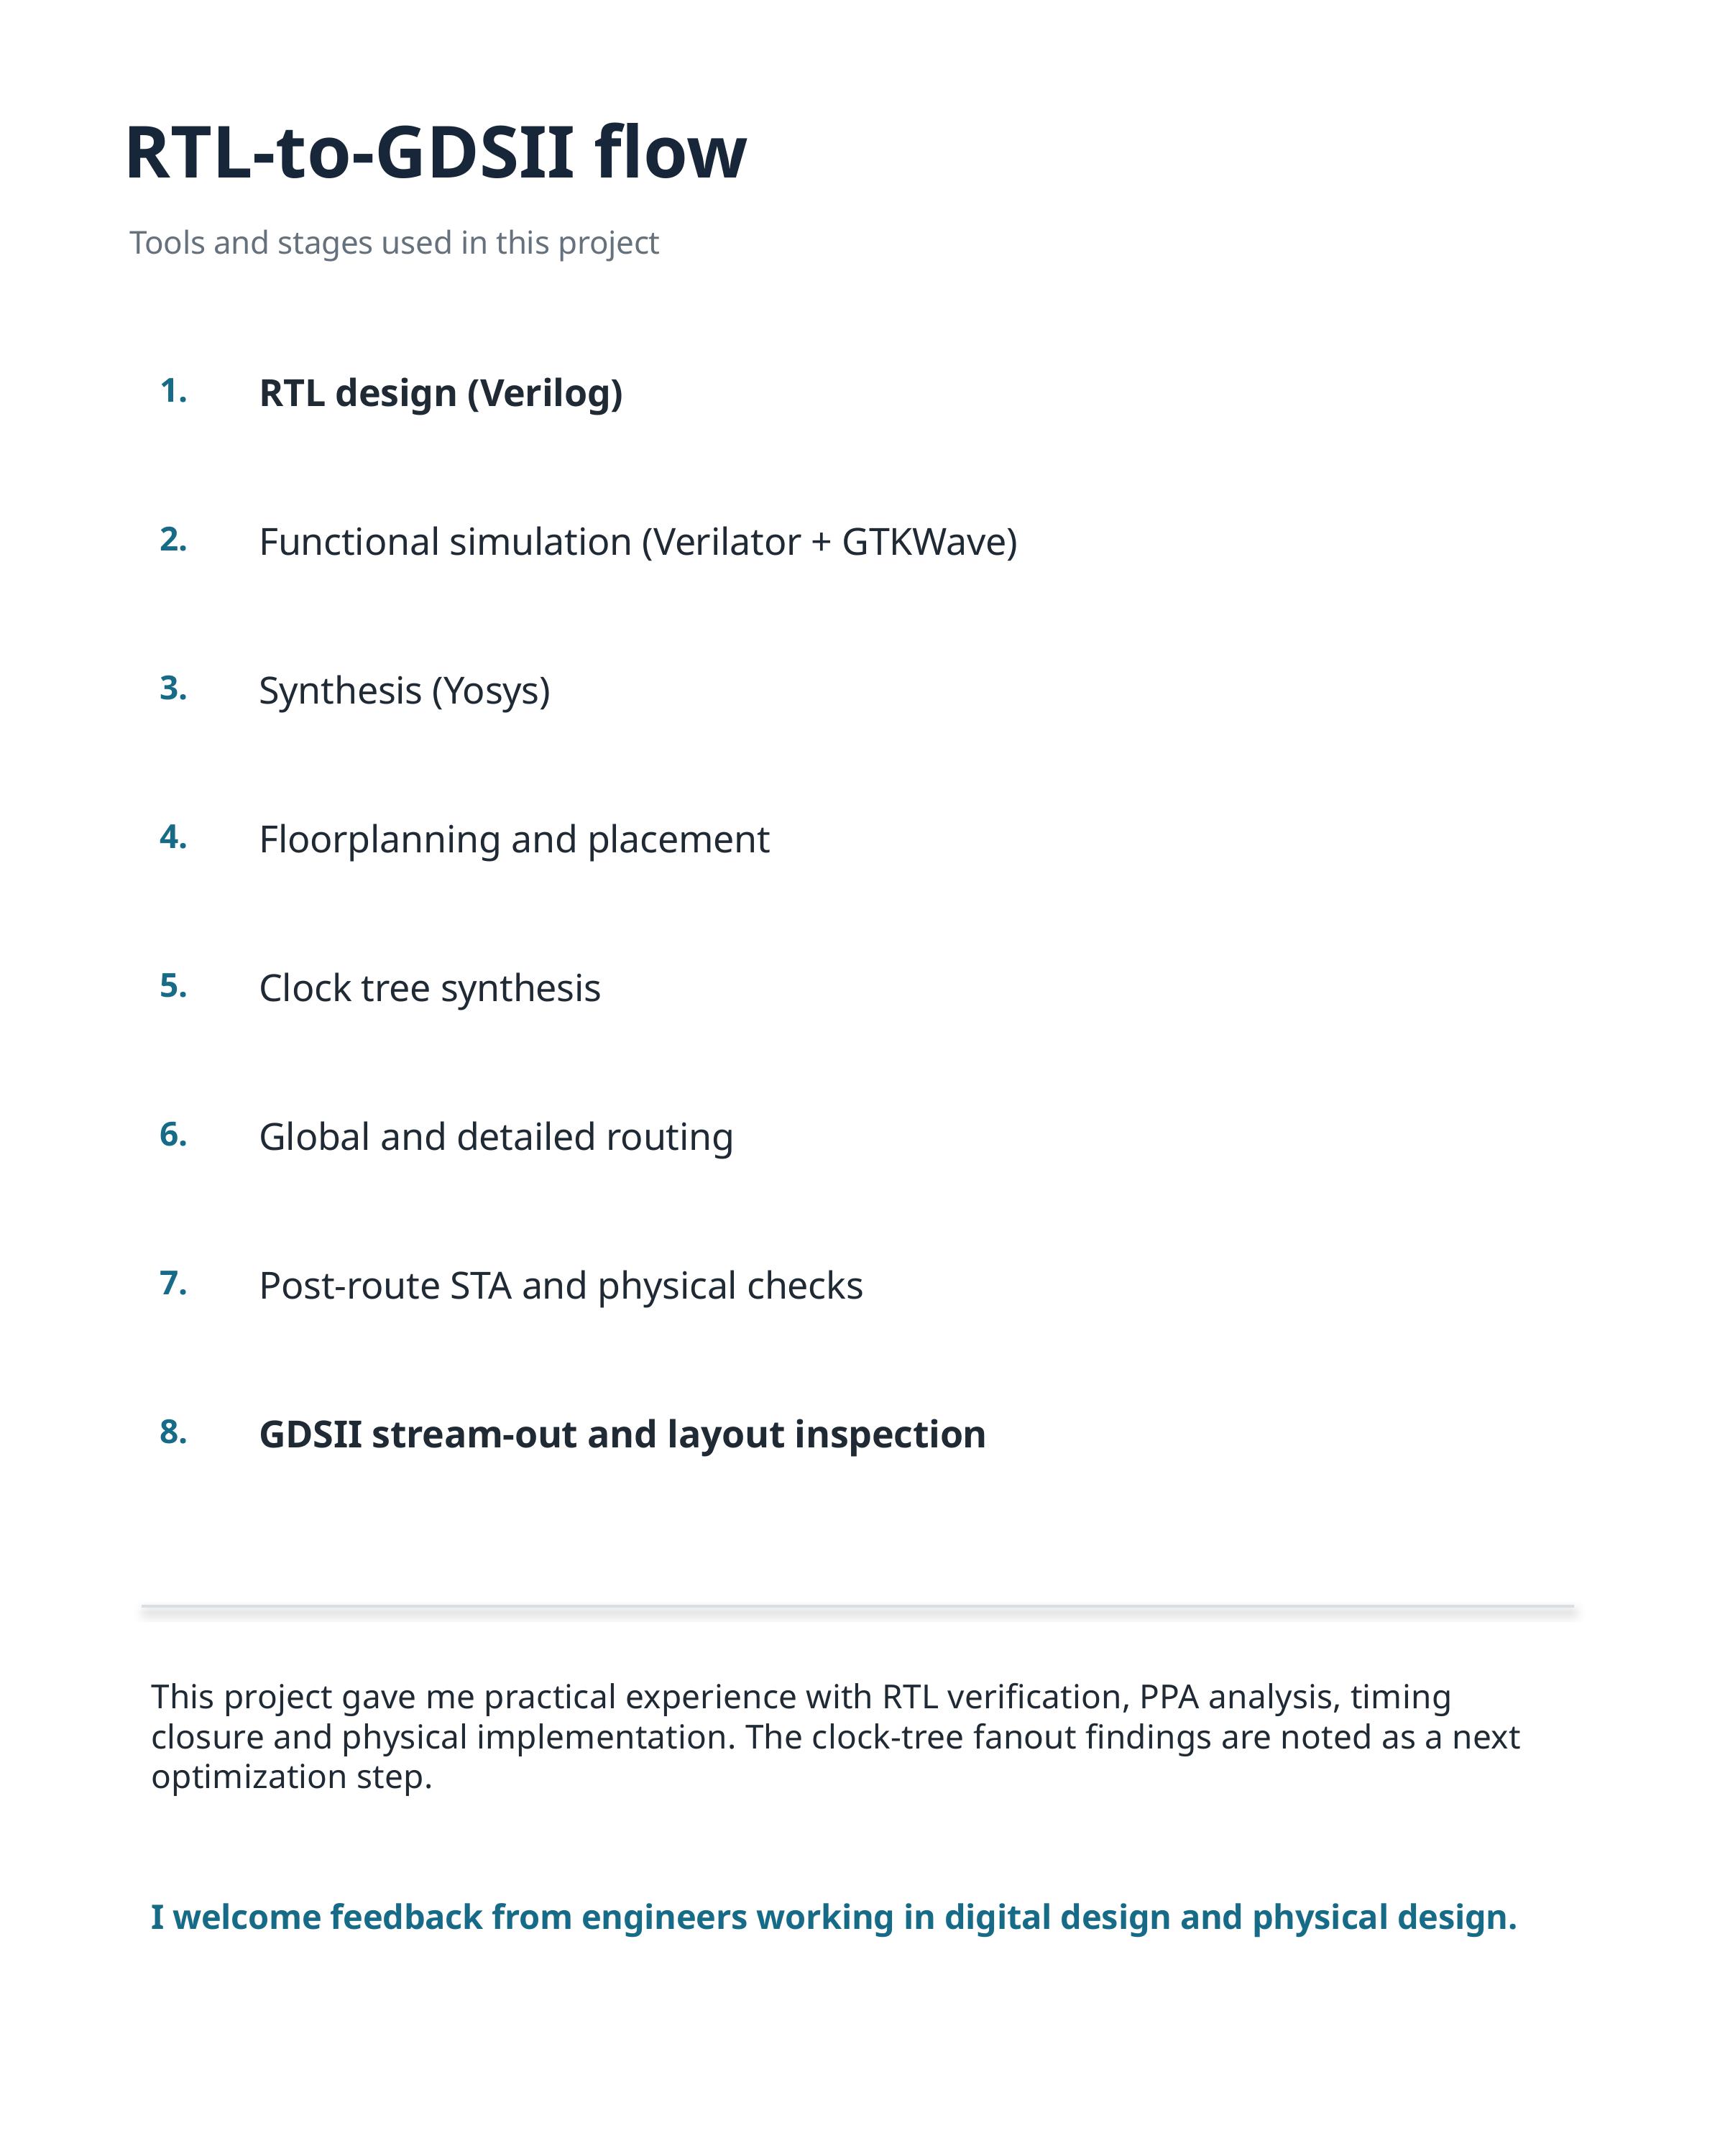 RTL-to-GDSII flow
Tools and stages used in this project
1. RTL design (Verilog)
2. Functional simulation (Verilator + GTKWave)
3. Synthesis (Yosys)
4. Floorplanning and placement
5. Clock tree synthesis
6. Global and detailed routing
7. Post-route STA and physical checks
8. GDSII stream-out and layout inspection
This project gave me practical experience with RTL verification, PPA analysis, timing
closure and physical implementation. The clock-tree fanout findings are noted as a next
optimization step.
I welcome feedback from engineers working in digital design and physical design.